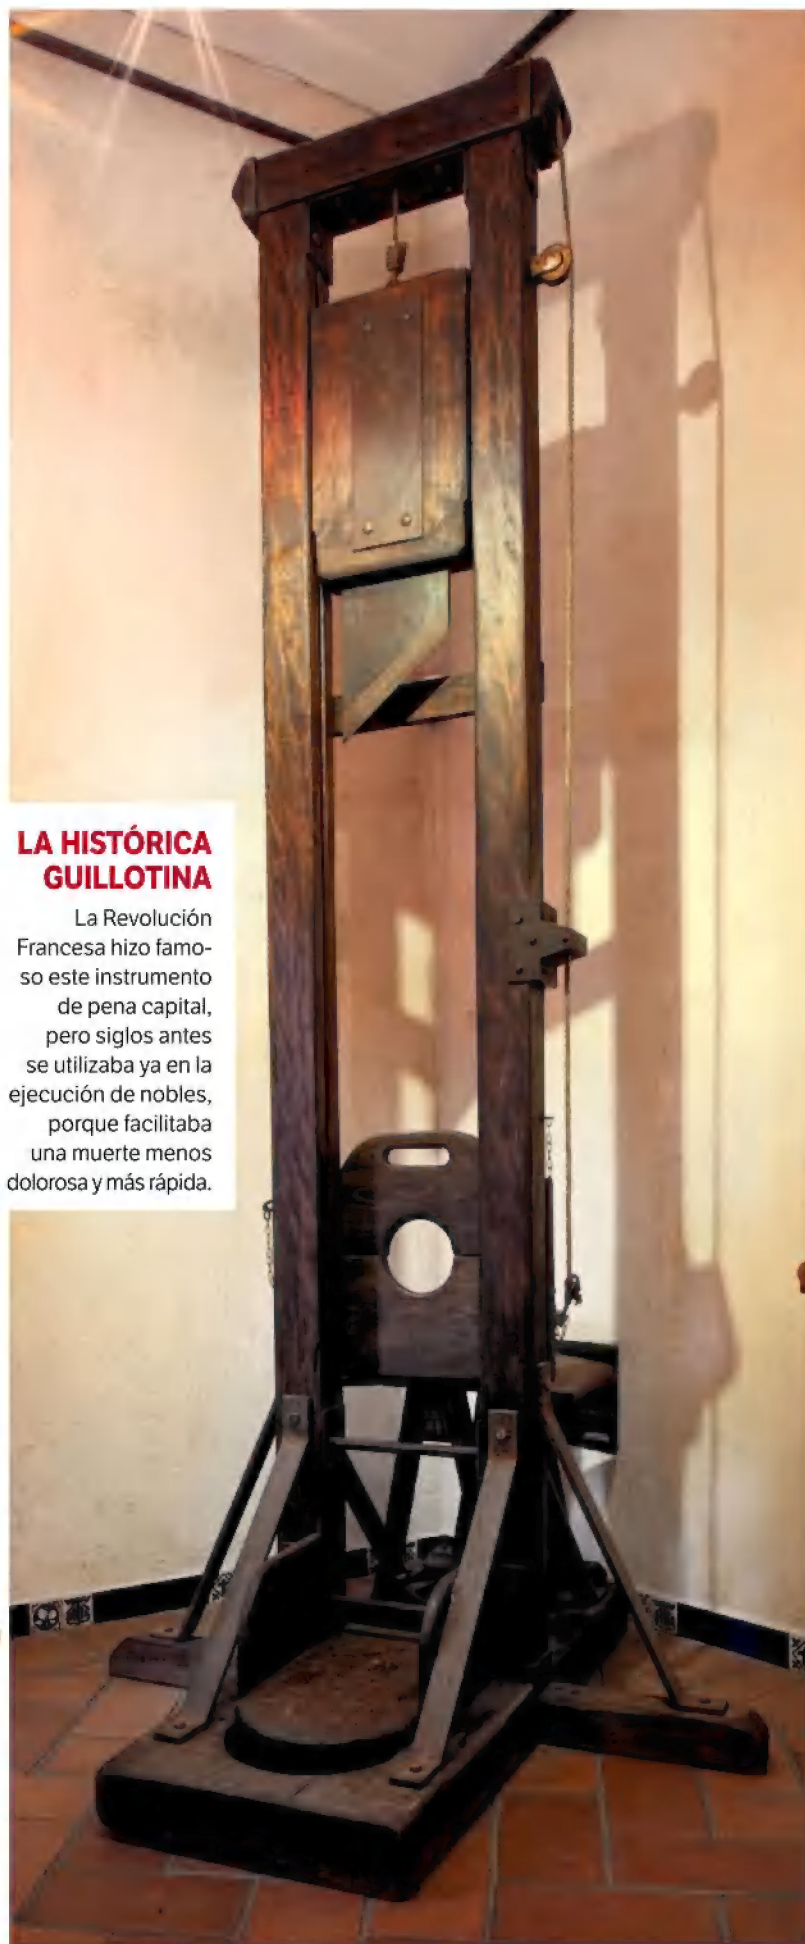 LA HISTÓRICA
GUILLOTINA
La Revolución
Francesa hizo famo-
so este instrumento
de pena capital,
pero siglos antes
se utilizaba ya en la
ejecución de nobles,
porque facilitaba
una muerte menos
dolorosa y más rápida.